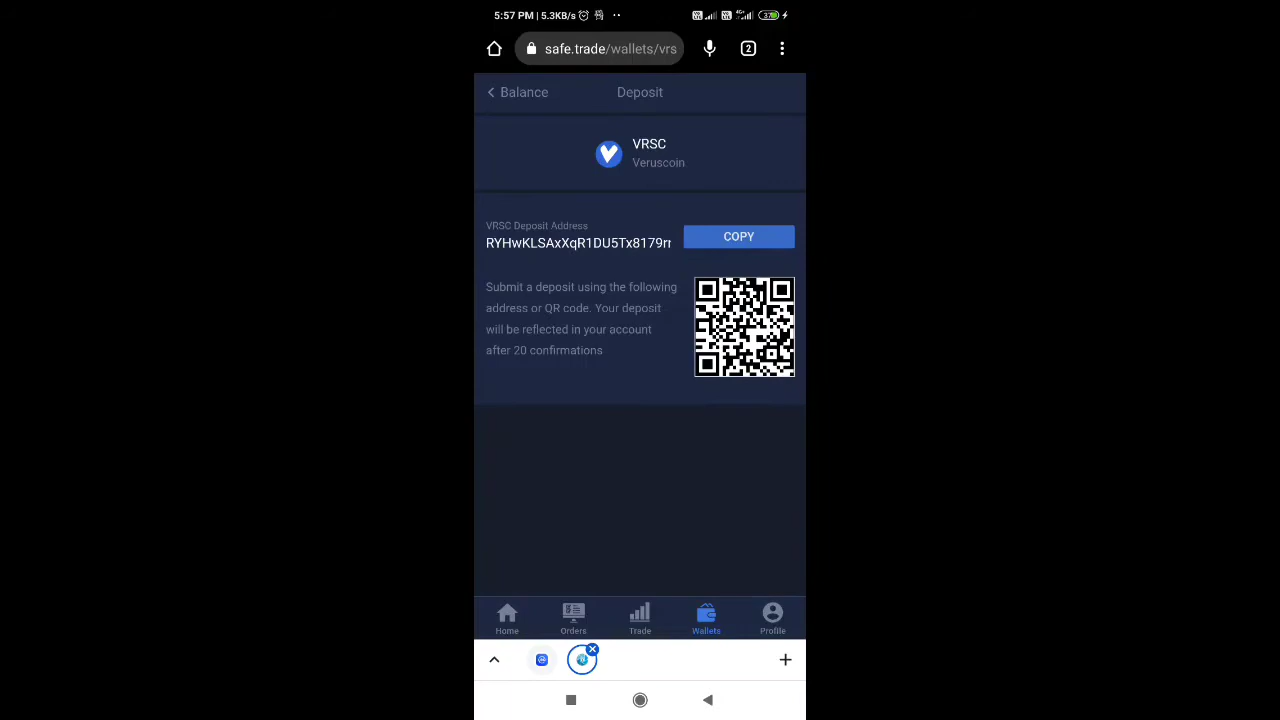 5:57 PM | 5.3KB/s
safe.trade/wallets/vrs
2
Balance
Deposit
VRSC
Veruscoin
VRSC Deposit Address
RYHwKLSAxXqR1DU5Tx8179rr
COPY
Submit a deposit using the following
address or QR code. Your deposit
will be reflected in your account
after 20 confirmations
Home
Orders
Trade
Wallets
Profile